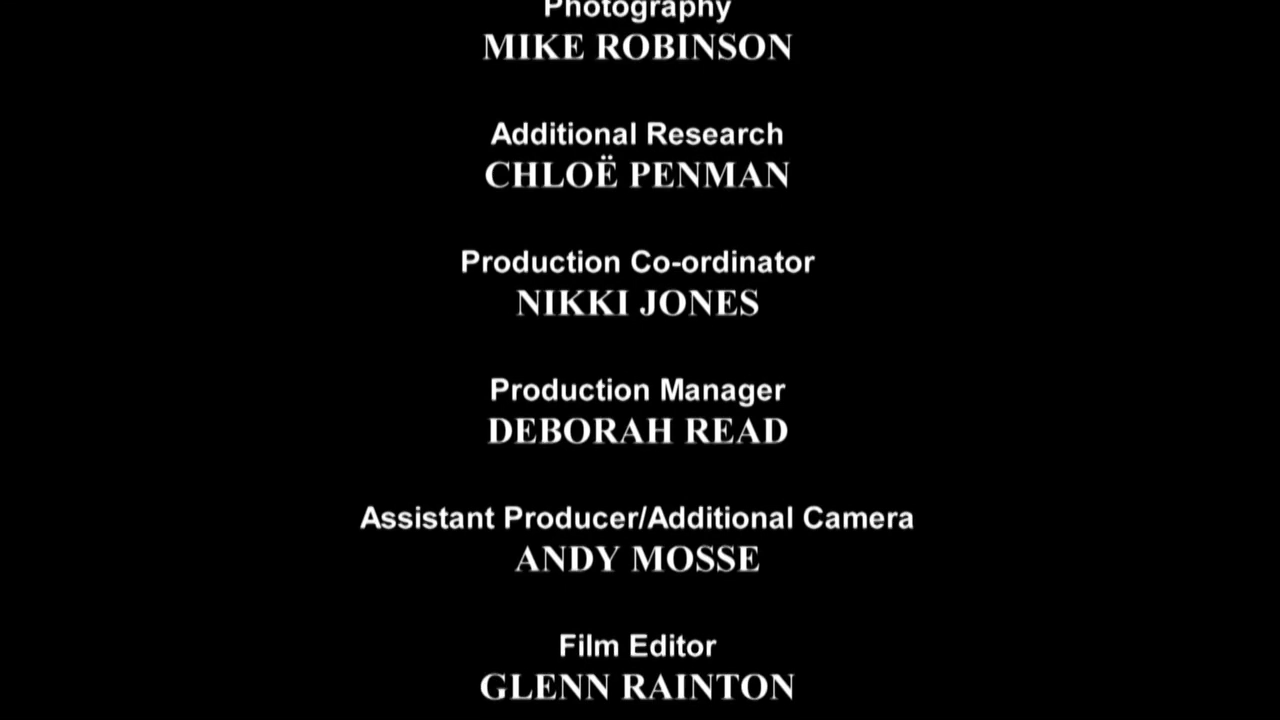 Photography
MIKE ROBINSON
Additional Research
CHLOË PENMAN
Production Co-ordinator
NIKKI JONES
Production Manager
DEBORAH READ
Assistant Producer/Additional Camera
ANDY MOSSE
Film Editor
GLENN RAINTON